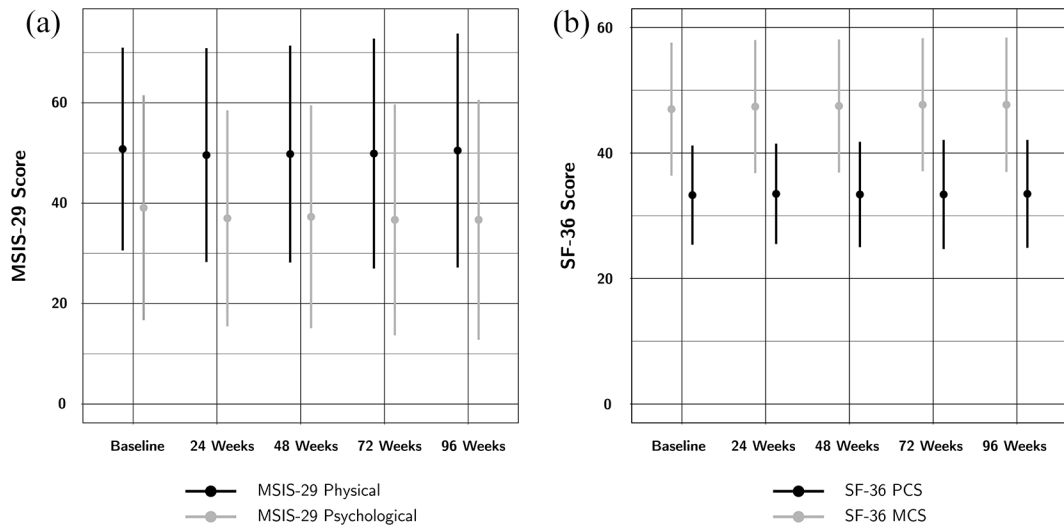 (a)
MSIS-29 Score
60
40
20
0
Baseline 24 Weeks 48 Weeks 72 Weeks 96 Weeks
MSIS-29 Physical
MSIS-29 Psychological
(b)
SF-36 Score
60
40
20
0
Baseline 24 Weeks 48 Weeks 72 Weeks 96 Weeks
SF-36 PCS
SF-36 MCS